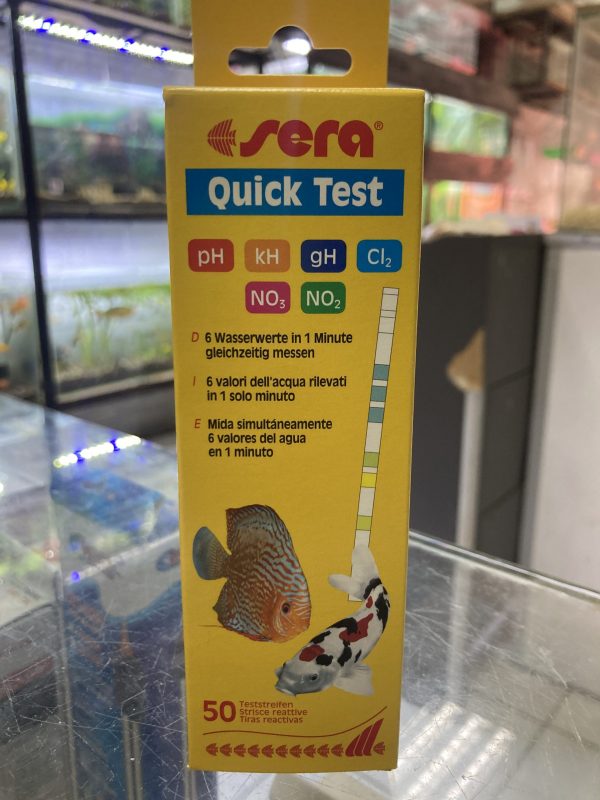 sera®
Quick Test
pH kH gH Cl₂
NO₃ NO₂
D 6 Wasserwerte in 1 Minute
gleichzeitig messen
I 6 valori dell'acqua rilevati
in 1 solo minuto
E Mida simultáneamente
6 valores del agua
en 1 minuto
50 Teststreifen
Strisce reattive
Tiras reactivas